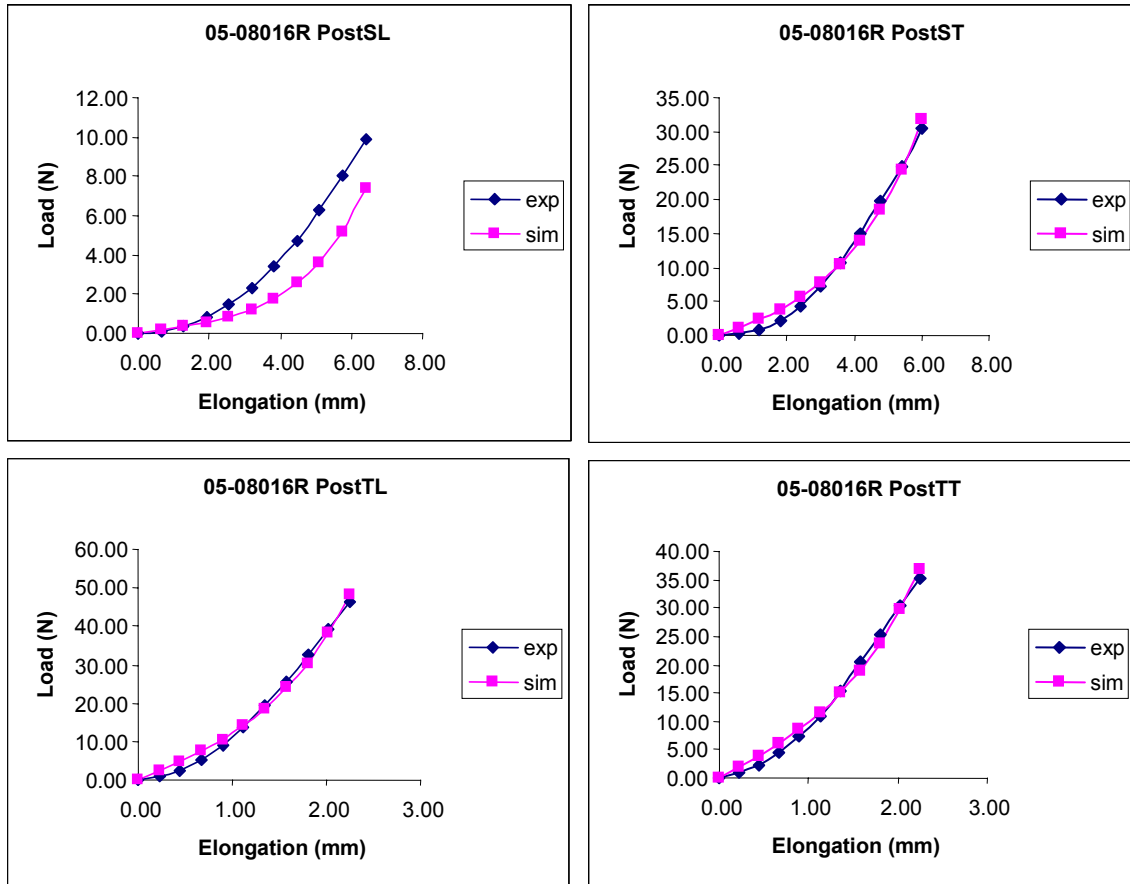 05-08016R PostSL
12.00
10.00
8.00
6.00
4.00
2.00
0.00
Load (N)
0.00 2.00 4.00 6.00 8.00
Elongation (mm)
exp
sim
05-08016R PostST
35.00
30.00
25.00
20.00
15.00
10.00
5.00
0.00
Load (N)
0.00 2.00 4.00 6.00 8.00
Elongation (mm)
exp
sim
05-08016R PostTL
60.00
50.00
40.00
30.00
20.00
10.00
0.00
Load (N)
0.00 1.00 2.00 3.00
Elongation (mm)
exp
sim
05-08016R PostTT
40.00
35.00
30.00
25.00
20.00
15.00
10.00
5.00
0.00
Load (N)
0.00 1.00 2.00 3.00
Elongation (mm)
exp
sim